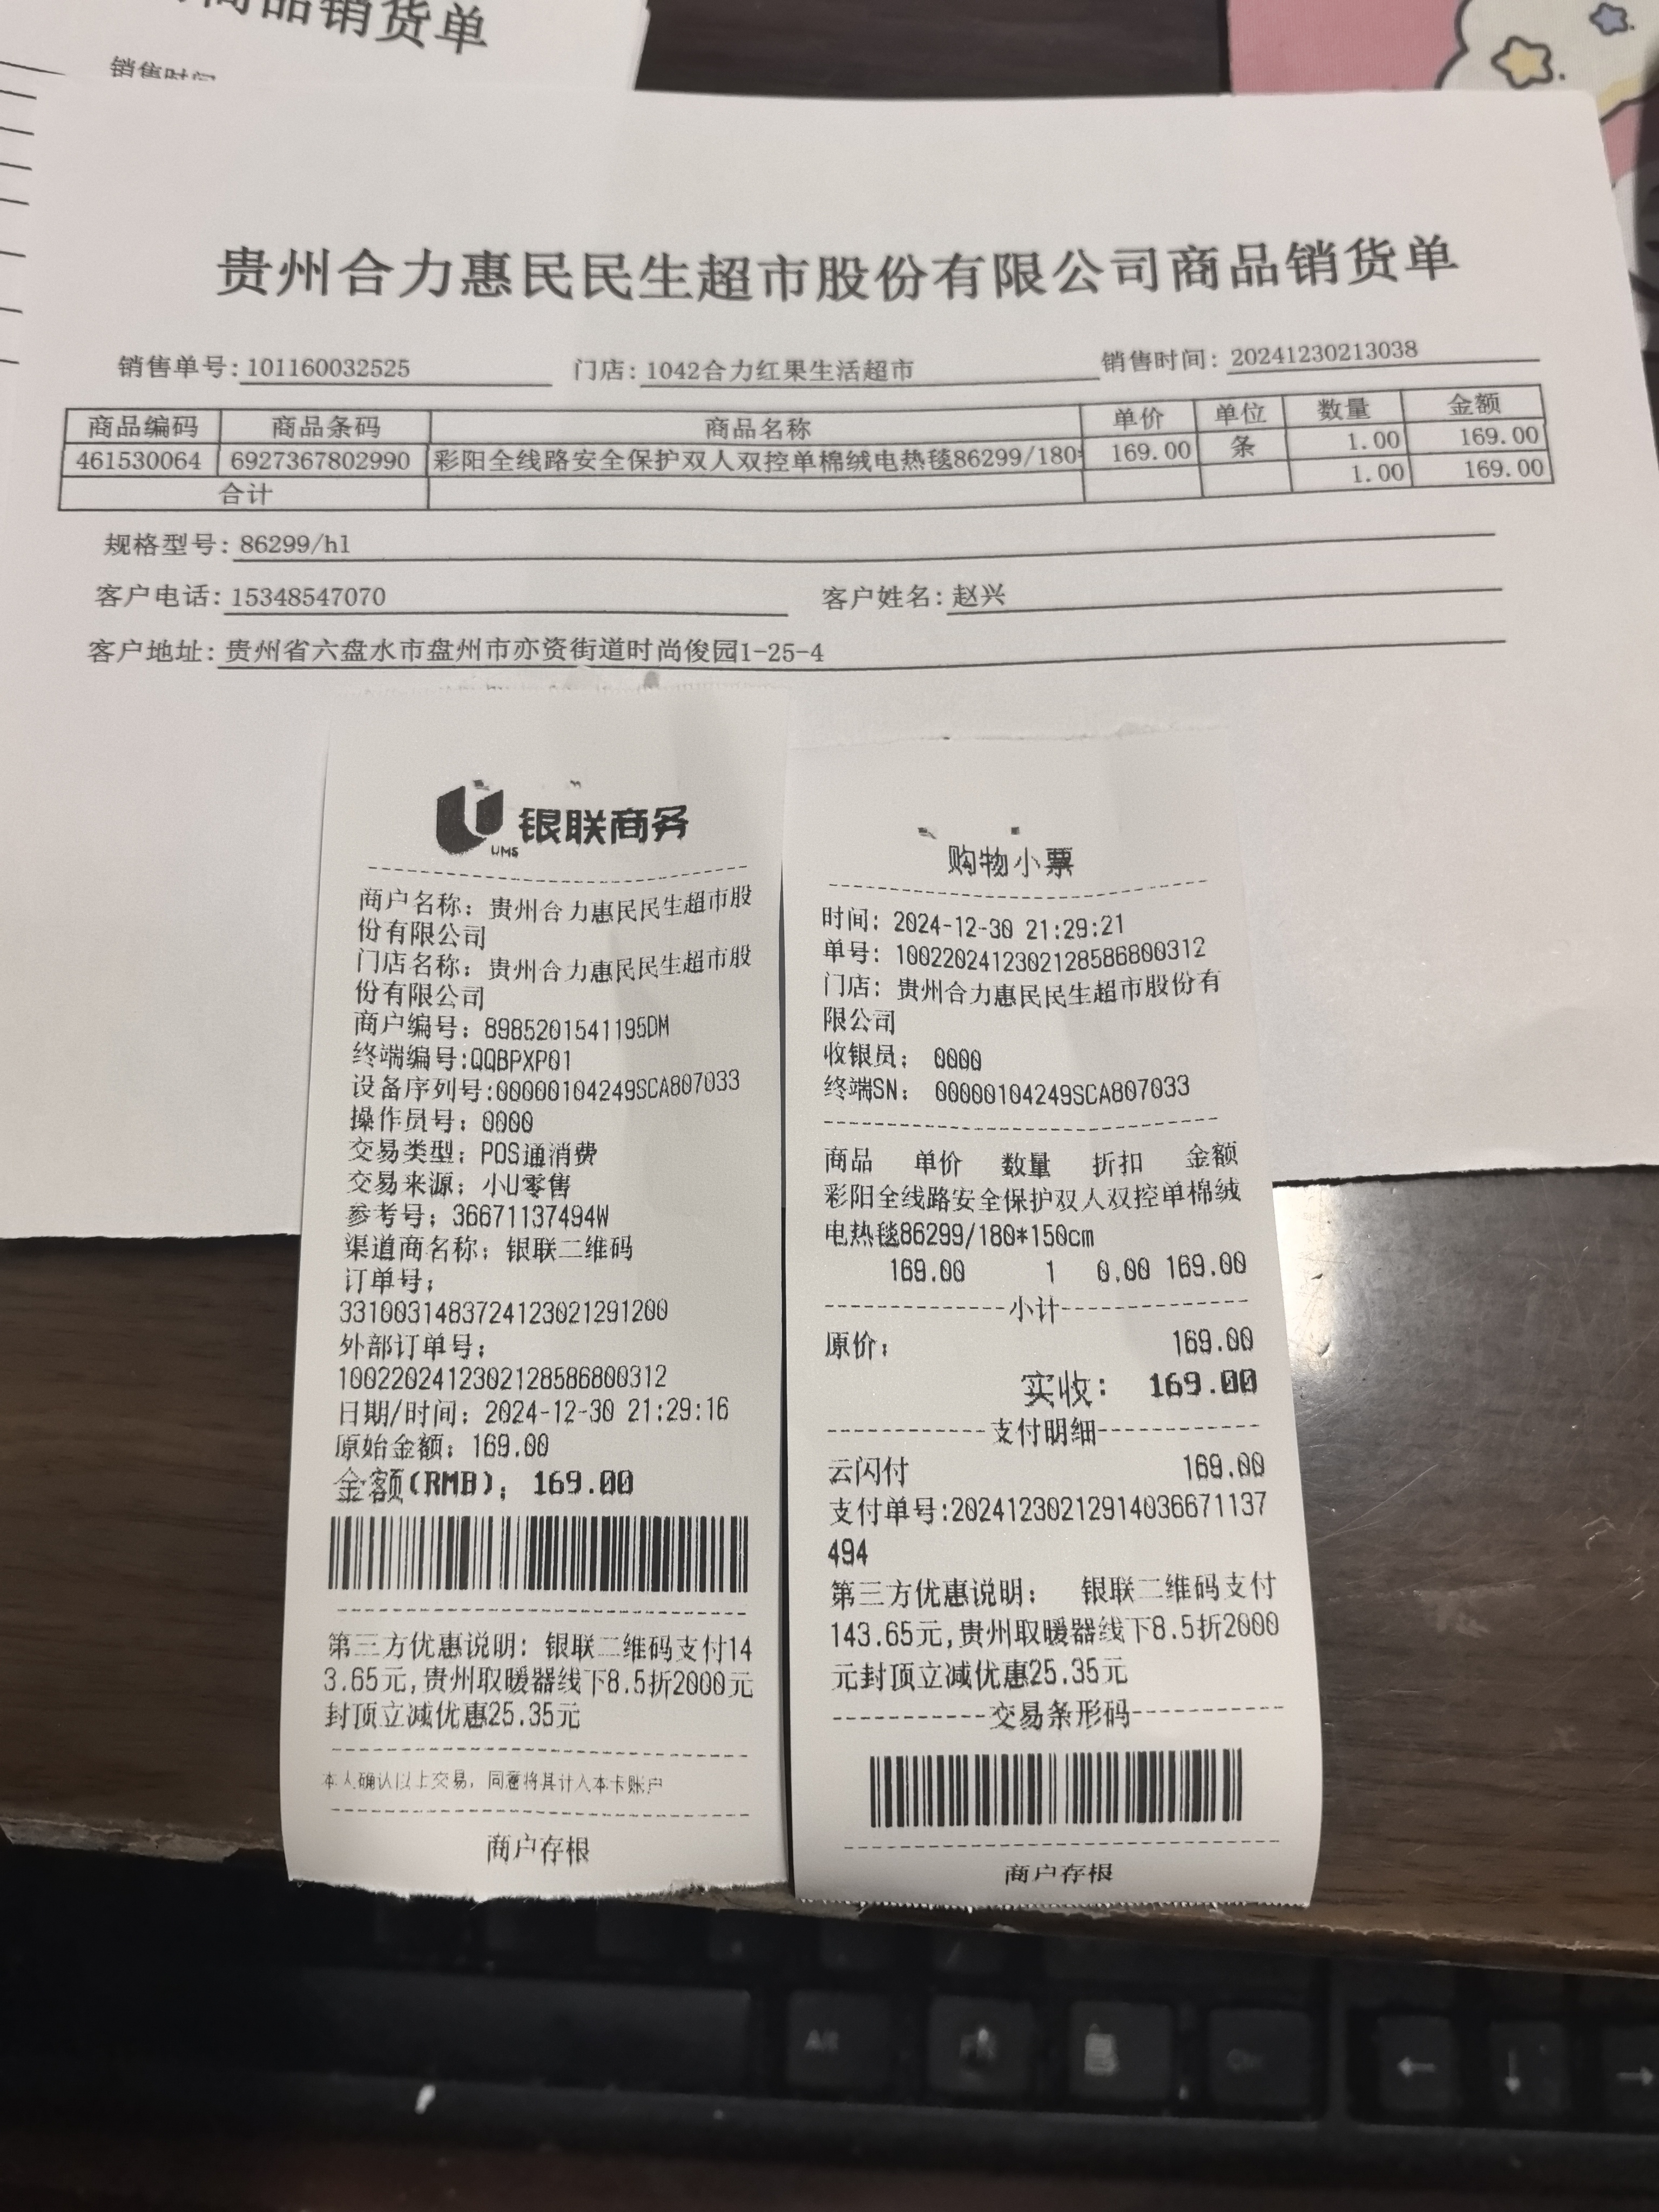 商品销货单
销售时间
贵州合力惠民民生超市股份有限公司商品销货单
销售单号: 101160032525 门店: 1042合力红果生活超市 销售时间: 20241230213038
商品编码 商品条码 商品名称 单价 单位 数量 金额
461530064 6927367802990 彩阳全线路安全保护双人双控单棉绒电热毯86299/180* 169.00 条 1.00 169.00
合计 1.00 169.00
规格型号: 86299/hl
客户电话: 15348547070 客户姓名: 赵兴
客户地址: 贵州省六盘水市盘州市亦资街道时尚俊园1-25-4
UMS 银联商务
商户名称: 贵州合力惠民民生超市股
份有限公司
门店名称: 贵州合力惠民民生超市股
份有限公司
商户编号: 8985201541195DM
终端编号:QQBPXP01
设备序列号:00000104249SCA807033
操作员号: 0000
交易类型: POS通消费
交易来源: 小U零售
参考号: 36671137494W
渠道商名称: 银联二维码
订单号:
3310031483724123021291200
外部订单号:
1002202412302128586800312
日期/时间: 2024-12-30 21:29:16
原始金额: 169.00
金额(RMB): 169.00
第三方优惠说明: 银联二维码支付14
3.65元,贵州取暖器线下8.5折2000元
封顶立减优惠25.35元
本人确认以上交易, 同意将其计入本卡账户
商户存根
购物小票
时间: 2024-12-30 21:29:21
单号: 1002202412302128586800312
门店: 贵州合力惠民民生超市股份有
限公司
收银员: 0000
终端SN: 00000104249SCA807033
商品 单价 数量 折扣 金额
彩阳全线路安全保护双人双控单棉绒
电热毯86299/180*150cm
169.00 1 0.00 169.00
小计
原价: 169.00
实收: 169.00
支付明细
云闪付 169.00
支付单号:20241230212914036671137
494
第三方优惠说明: 银联二维码支付
143.65元,贵州取暖器线下8.5折2000
元封顶立减优惠25.35元
交易条形码
商户存根
Alt
Ctrl